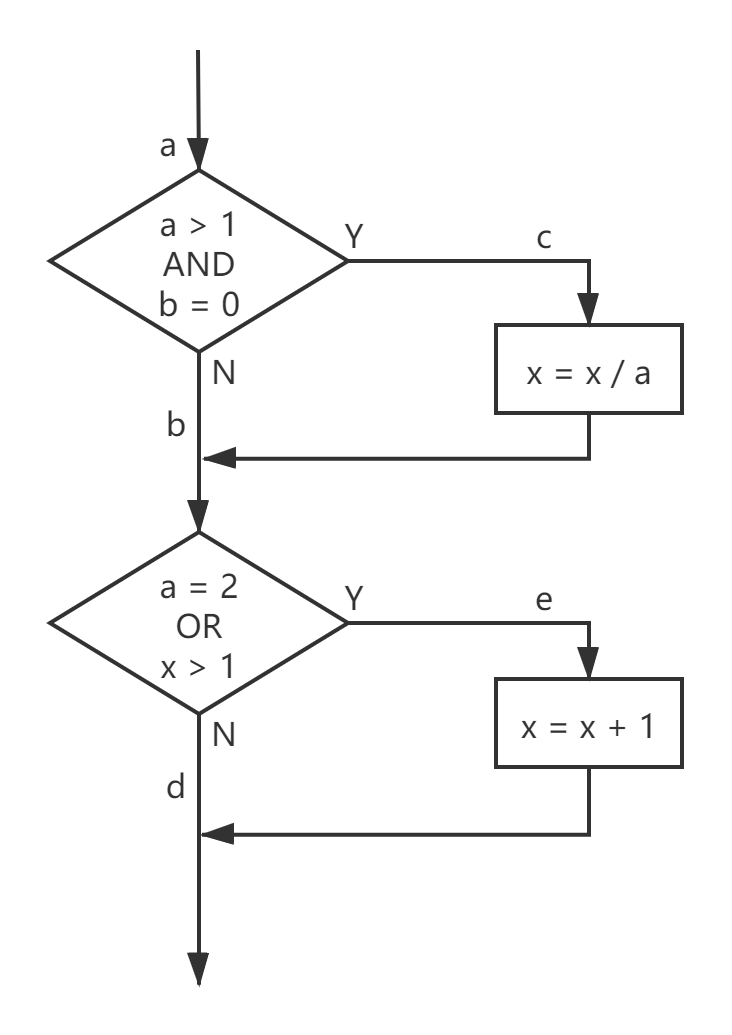 a
a > 1
AND
b = 0
Y
c
N
x = x / a
b
a = 2
OR
x > 1
Y
e
N
x = x + 1
d